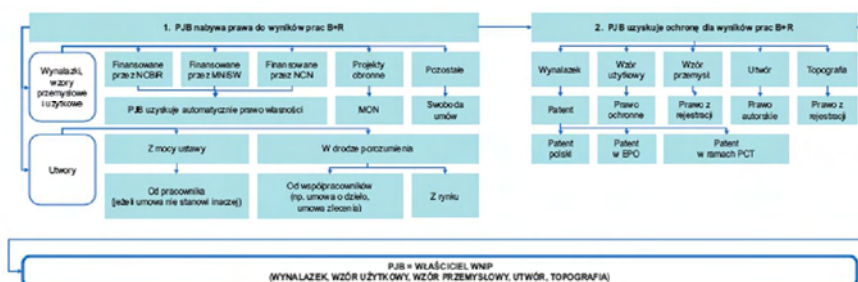 1. PJB nabywa prawa do wyników prac B+R
2. PJB uzyskuje ochronę dla wyników prac B+R
Wynalazki,
wzory
przemysłowe
i użytkowe
Finansowane
przez NCBiR
Finansowane
przez MNiSW
Finansowane
przez NCN
Projekty
obronne
Pozostałe
PJB uzyskuje automatycznie prawo własności
MON
Swoboda
umów
Utwory
Z mocy ustawy
W drodze porozumienia
Od pracownika
(jeżeli umowa nie stanowi inaczej)
Od współpracowników
(np. umowa o dzieło,
umowa zlecenia)
Z rynku
Wynalazek
Wzór
użytkowy
Wzór
przemysł.
Utwór
Topografia
Patent
Prawo
ochronne
Prawo z
rejestracji
Prawo
autorskie
Prawo z
rejestracji
Patent
polski
Patent
w EPO
Patent
w ramach PCT
PJB = WŁAŚCICIEL WNIP
(WYNALAZEK, WZÓR UŻYTKOWY, WZÓR PRZEMYSŁOWY, UTWÓR, TOPOGRAFIA)